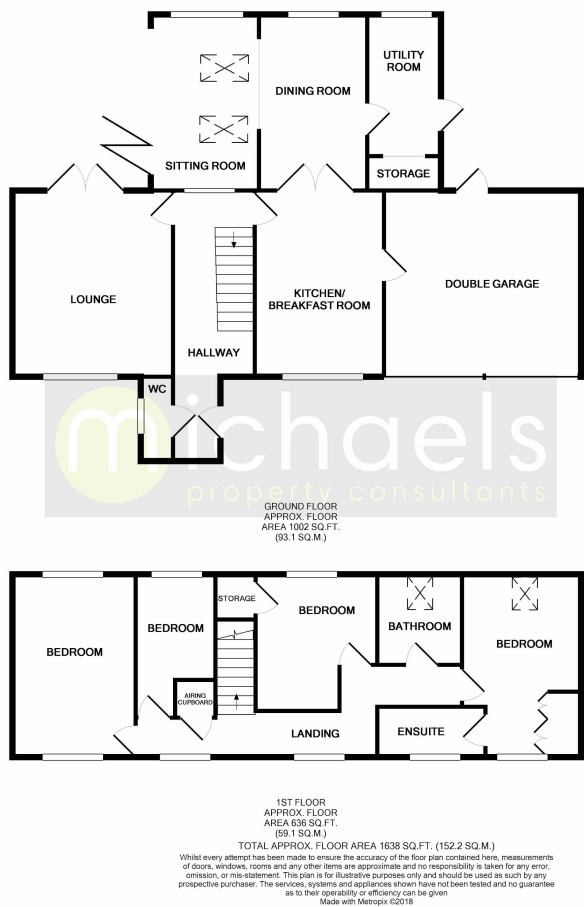 UTILITY
ROOM
DINING ROOM
SITTING ROOM
STORAGE
LOUNGE
KITCHEN/
BREAKFAST ROOM
DOUBLE GARAGE
HALLWAY
WC
michaels
property consultants
GROUND FLOOR
APPROX. FLOOR
AREA 1002 SQ.FT.
(93.1 SQ.M.)
STORAGE
BEDROOM
BEDROOM
BATHROOM
BEDROOM
BEDROOM
AIRING
CUPBOARD
LANDING
ENSUITE
1ST FLOOR
APPROX. FLOOR
AREA 636 SQ.FT.
(59.1 SQ.M.)
TOTAL APPROX. FLOOR AREA 1638 SQ.FT. (152.2 SQ.M.)
Whilst every attempt has been made to ensure the accuracy of the floor plan contained here, measurements
of doors, windows, rooms and any other items are approximate and no responsibility is taken for any error,
omission, or mis-statement. This plan is for illustrative purposes only and should be used as such by any
prospective purchaser. The services, systems and appliances shown have not been tested and no guarantee
as to their operability or efficiency can be given
Made with Metropix ©2018